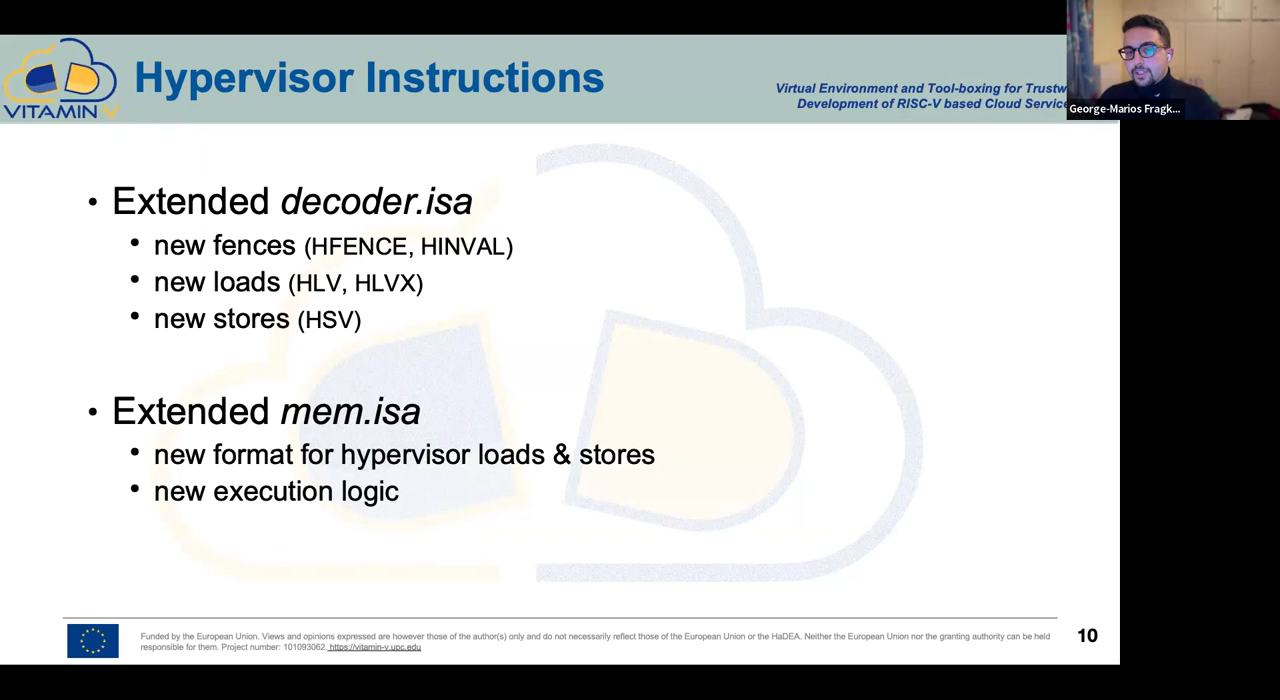 VITAMIN V
Hypervisor Instructions
Virtual Environment and Tool-boxing for Trustw
Development of RISC-V based Cloud Service
George-Marios Fragk...
• Extended decoder.isa
• new fences (HFENCE, HINVAL)
• new loads (HLV, HLVX)
• new stores (HSV)
• Extended mem.isa
• new format for hypervisor loads & stores
• new execution logic
Funded by the European Union. Views and opinions expressed are however those of the author(s) only and do not necessarily reflect those of the European Union or the HaDEA. Neither the European Union nor the granting authority can be held
responsible for them. Project number: 101093062. https://vitamin-v.upc.edu
10